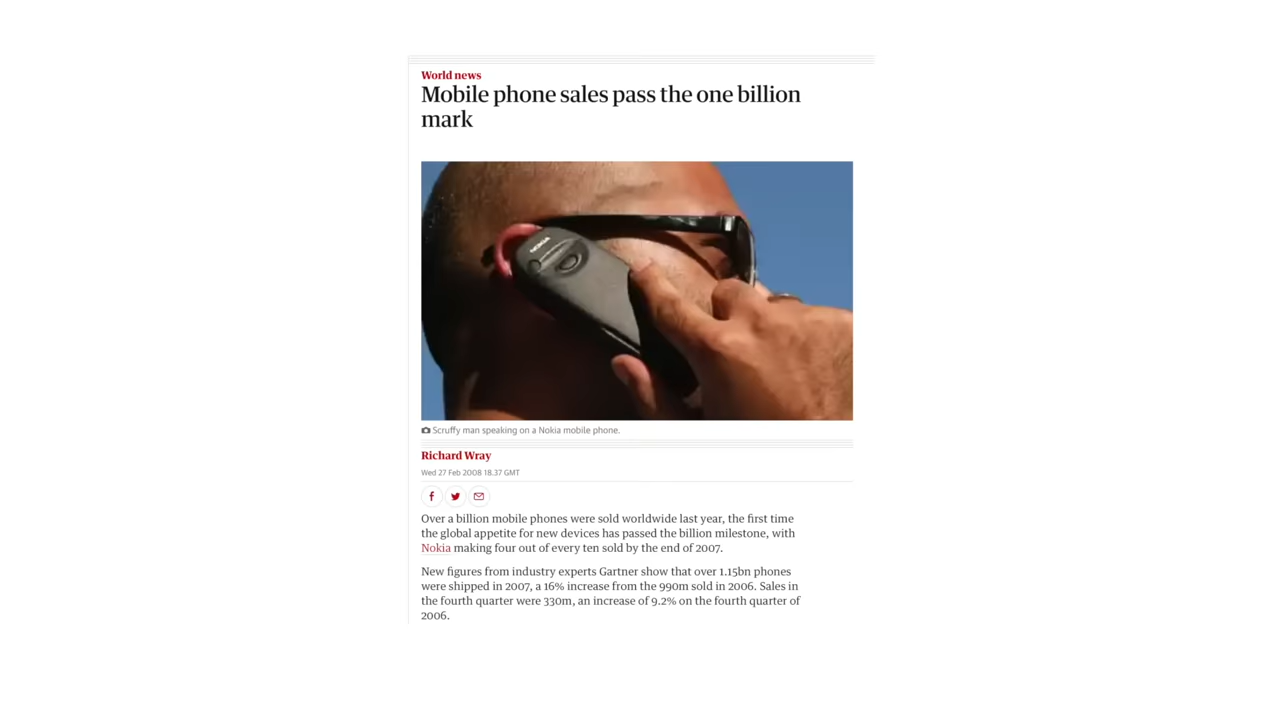 World news
Mobile phone sales pass the one billion
mark
NOKIA
Scruffy man speaking on a Nokia mobile phone.
Richard Wray
Wed 27 Feb 2008 18.37 GMT
Over a billion mobile phones were sold worldwide last year, the first time
the global appetite for new devices has passed the billion milestone, with
Nokia making four out of every ten sold by the end of 2007.
New figures from industry experts Gartner show that over 1.15bn phones
were shipped in 2007, a 16% increase from the 990m sold in 2006. Sales in
the fourth quarter were 330m, an increase of 9.2% on the fourth quarter of
2006.